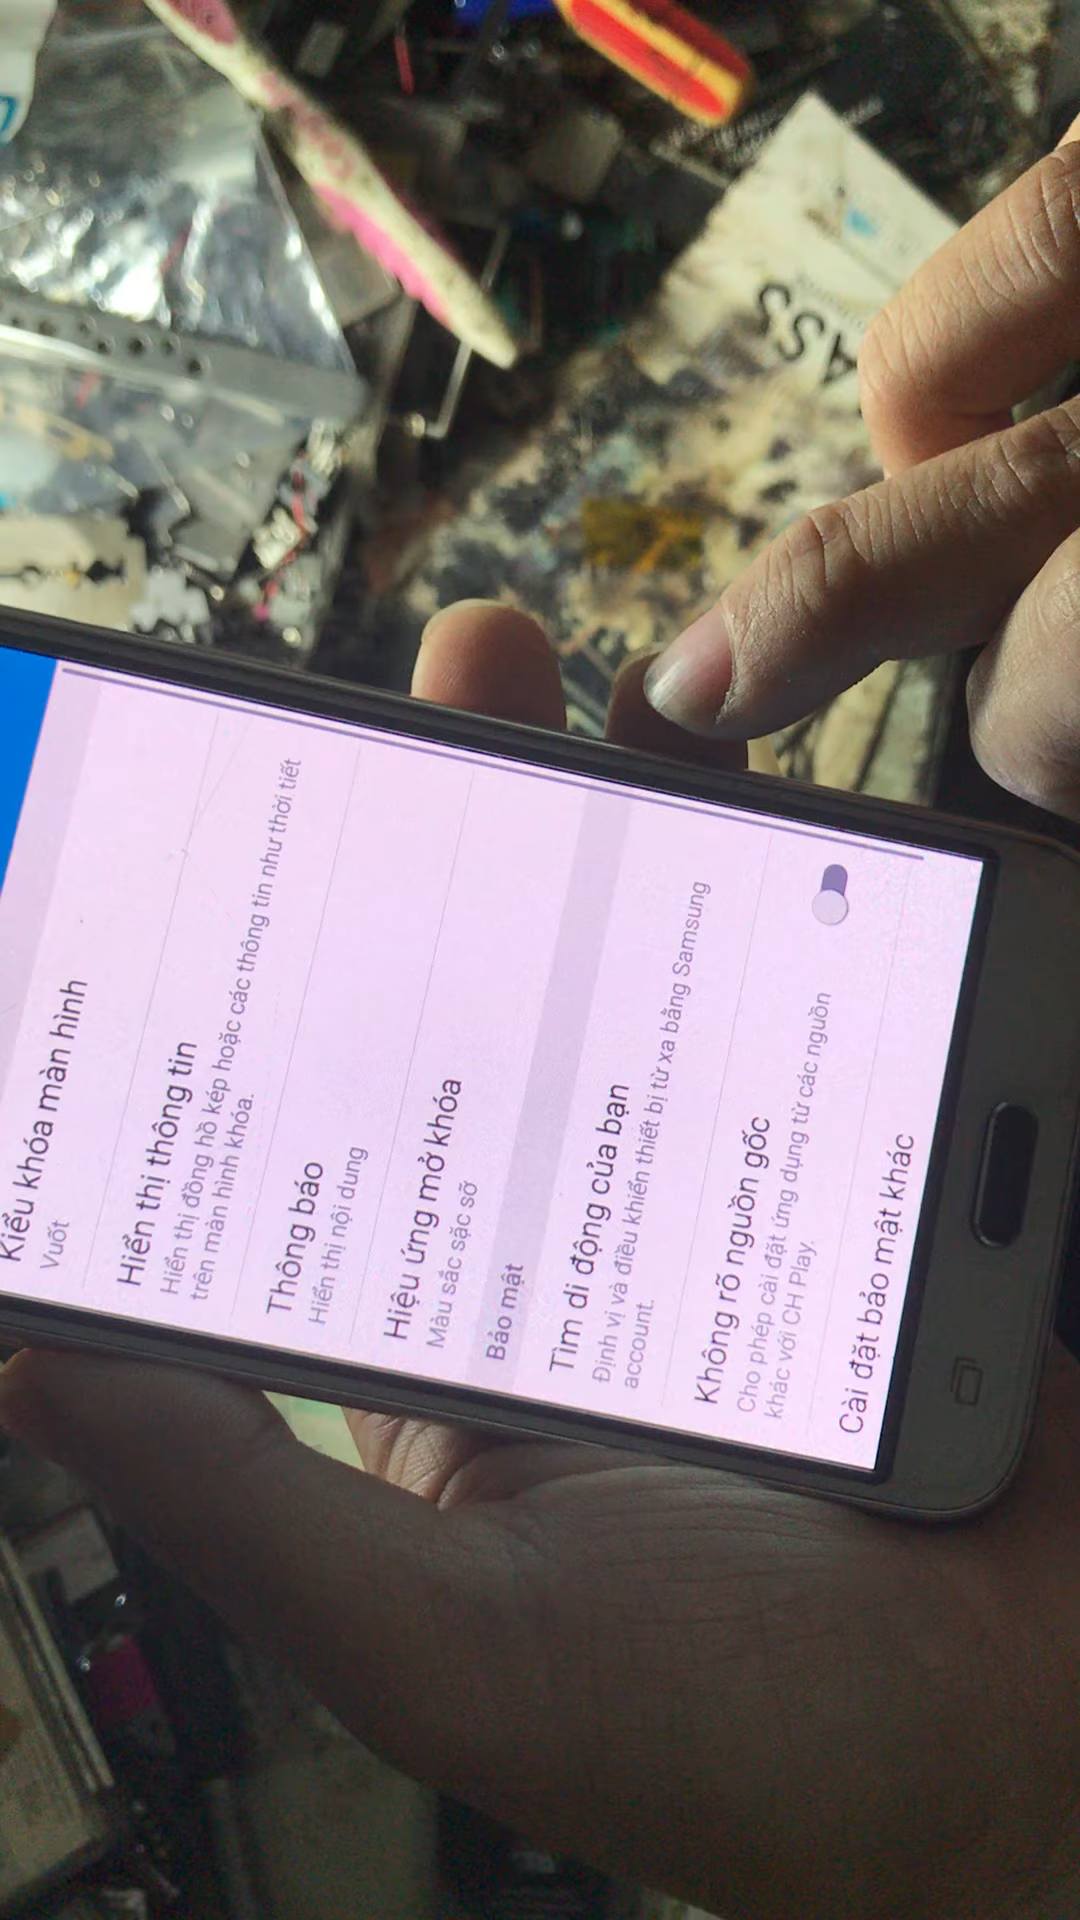 Kiểu khóa màn hình
Vuốt
Hiển thị thông tin
Hiển thị đồng hồ kép hoặc các thông tin như thời tiết
trên màn hình khóa.
Thông báo
Hiển thị nội dung
Hiệu ứng mở khóa
Màu sắc sặc sỡ
Bảo mật
Tìm di động của bạn
Định vị và điều khiển thiết bị từ xa bằng Samsung
account.
Không rõ nguồn gốc
Cho phép cài đặt ứng dụng từ các nguồn
khác với CH Play.
Cài đặt bảo mật khác
ASS